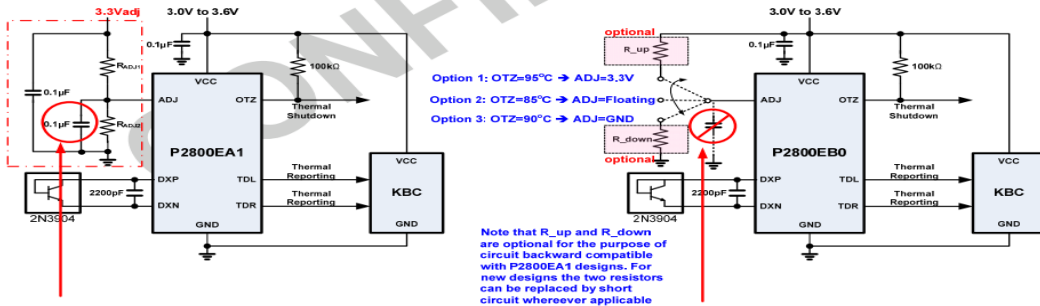 3.3Vadj
3.0V to 3.6V
0.1µF
RADJ1
100kΩ
VCC
0.1µF
ADJ
OTZ
Thermal
Shutdown
0.1µF
RADJ2
P2800EA1
VCC
DXP
TDL
Thermal
Reporting
2200pF
KBC
DXN
TDR
Thermal
Reporting
2N3904
GND
GND
3.0V to 3.6V
optional
R_up
0.1µF
100kΩ
VCC
Option 1: OTZ=95°C → ADJ=3.3V
Option 2: OTZ=85°C → ADJ=Floating
Option 3: OTZ=90°C → ADJ=GND
ADJ
OTZ
Thermal
Shutdown
R_down
optional
P2800EB0
VCC
DXP
TDL
Thermal
Reporting
2200pF
KBC
DXN
TDR
Thermal
Reporting
2N3904
GND
GND
Note that R_up and R_down
are optional for the purpose of
circuit backward compatible
with P2800EA1 designs. For
new designs the two resistors
can be replaced by short
circuit whereever applicable
CONFI